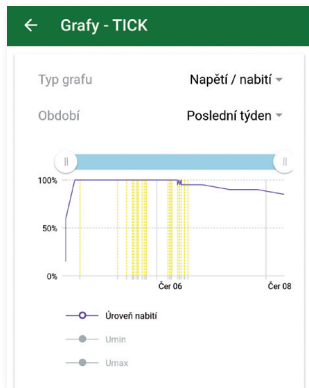 ← Grafy - TICK
Typ grafu Napětí / nabití
Období Poslední týden
100%
50%
0%
Čer 06 Čer 08
Úroveň nabití
Umin
Umax